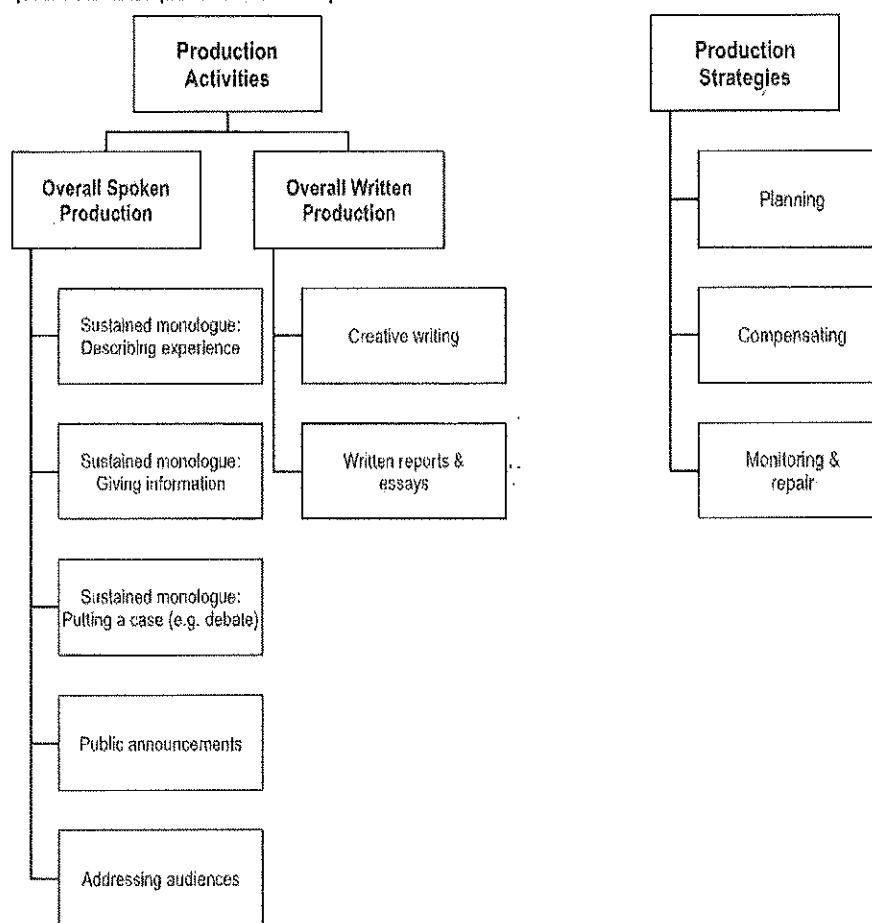 Production
Activities
Production
Strategies
Overall Spoken
Production
Overall Written
Production
Planning
Sustained monologue:
Describing experience
Creative writing
Compensating
Sustained monologue:
Giving information
Written reports &
essays
Monitoring &
repair
Sustained monologue:
Putting a case (e.g. debate)
Public announcements
Addressing audiences